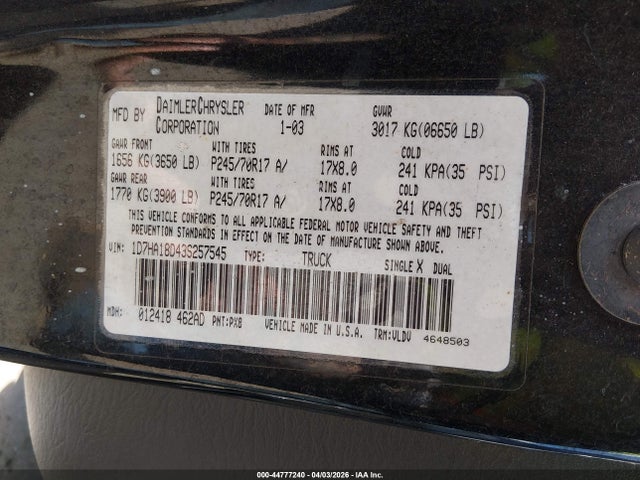 MFD BY DAIMLERCHRYSLER CORPORATION DATE OF MFR 1-03 GVWR 3017 KG(06650 LB)
GAWR FRONT WITH TIRES RIMS AT COLD
1656 KG(3650 LB) P245/70R17 A/ 17X8.0 241 KPA(35 PSI)
GAWR REAR WITH TIRES RIMS AT COLD
1770 KG(3900 LB) P245/70R17 A/ 17X8.0 241 KPA(35 PSI)
THIS VEHICLE CONFORMS TO ALL APPLICABLE FEDERAL MOTOR VEHICLE SAFETY AND THEFT
PREVENTION STANDARDS IN EFFECT ON THE DATE OF MANUFACTURE SHOWN ABOVE.
VIN: 1D7HA18D43S257545 TYPE: TRUCK SINGLE X DUAL
MDH: 012418 462AD PNT:PXB VEHICLE MADE IN U.S.A. TRM:VLDV 4648503
000-44777240 - 04/03/2026 - IAA Inc.